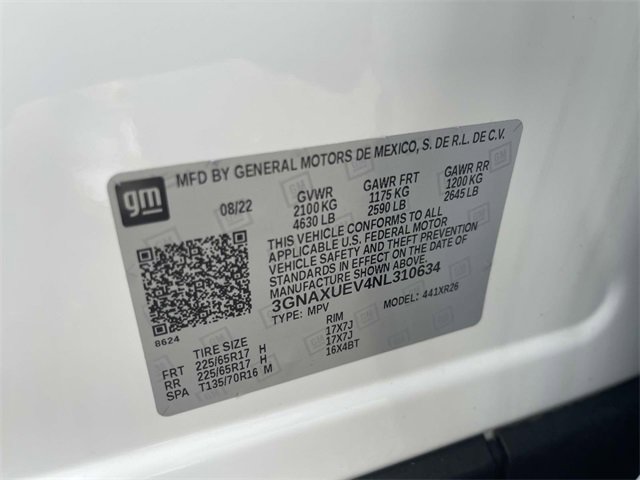 gm
MFD BY GENERAL MOTORS DE MEXICO, S. DE R.L. DE C.V.
08/22 GVWR GAWR FRT GAWR RR
2100 KG 1175 KG 1200 KG
4630 LB 2590 LB 2645 LB
THIS VEHICLE CONFORMS TO ALL
APPLICABLE U.S. FEDERAL MOTOR
VEHICLE SAFETY AND THEFT PREVENTION
STANDARDS IN EFFECT ON THE DATE OF
MANUFACTURE SHOWN ABOVE.
3GNAXUEV4NL310634
TYPE: MPV MODEL: 441XR26
8624
TIRE SIZE RIM
FRT 225/65R17 H 17X7J
RR 225/65R17 H 17X7J
SPA T135/70R16 M 16X4BT